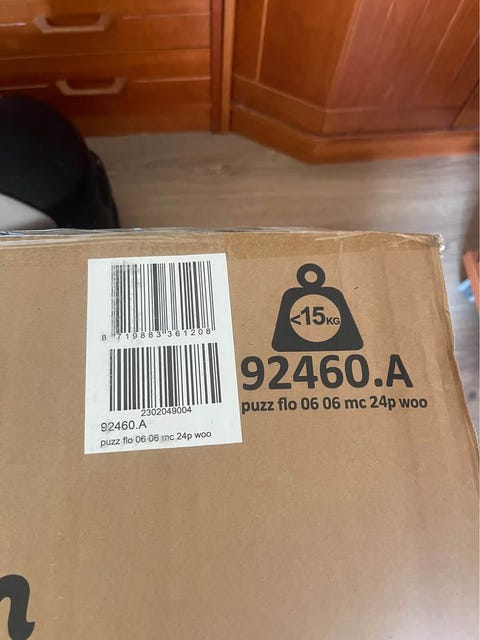 8 719883 361208
2302049004
92460.A
puzz flo 06 06 mc 24p woo
<15KG
92460.A
puzz flo 06 06 mc 24p woo
n